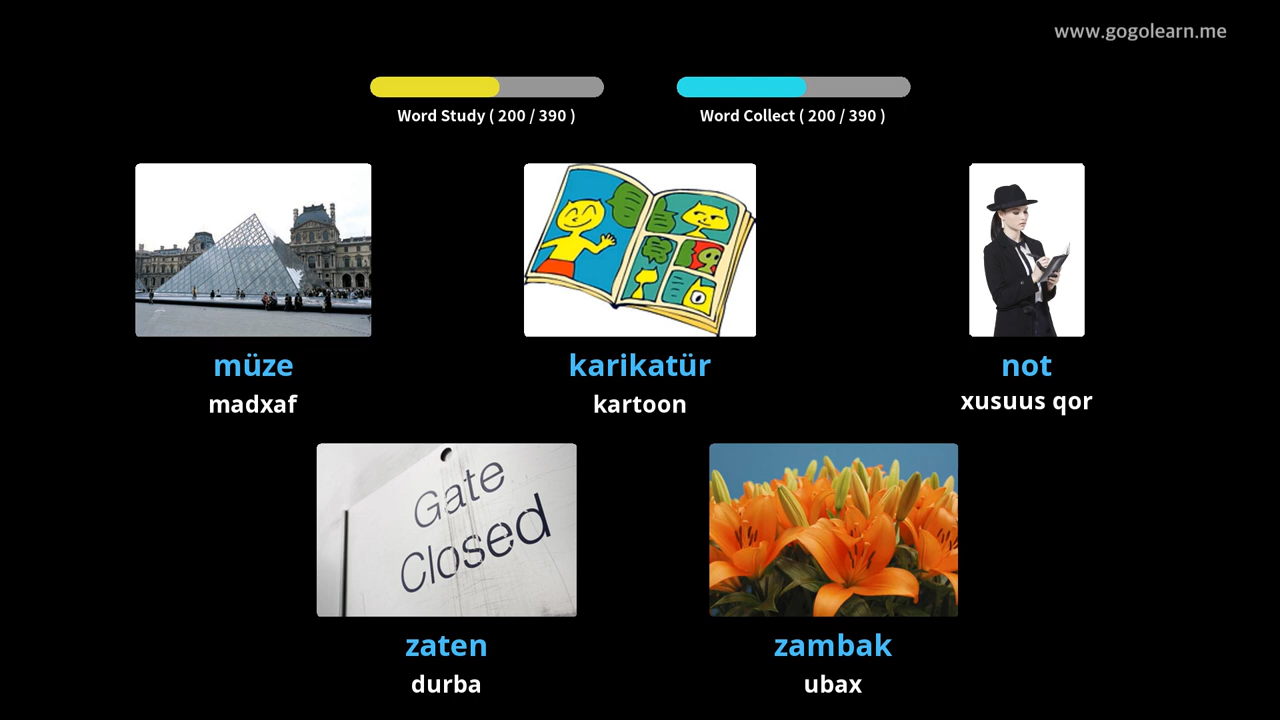 www.gogolearn.me
Word Study ( 200 / 390 )
Word Collect ( 200 / 390 )
müze
madxaf
karikatür
kartoon
not
xusuus qor
Gate
Closed
zaten
durba
zambak
ubax